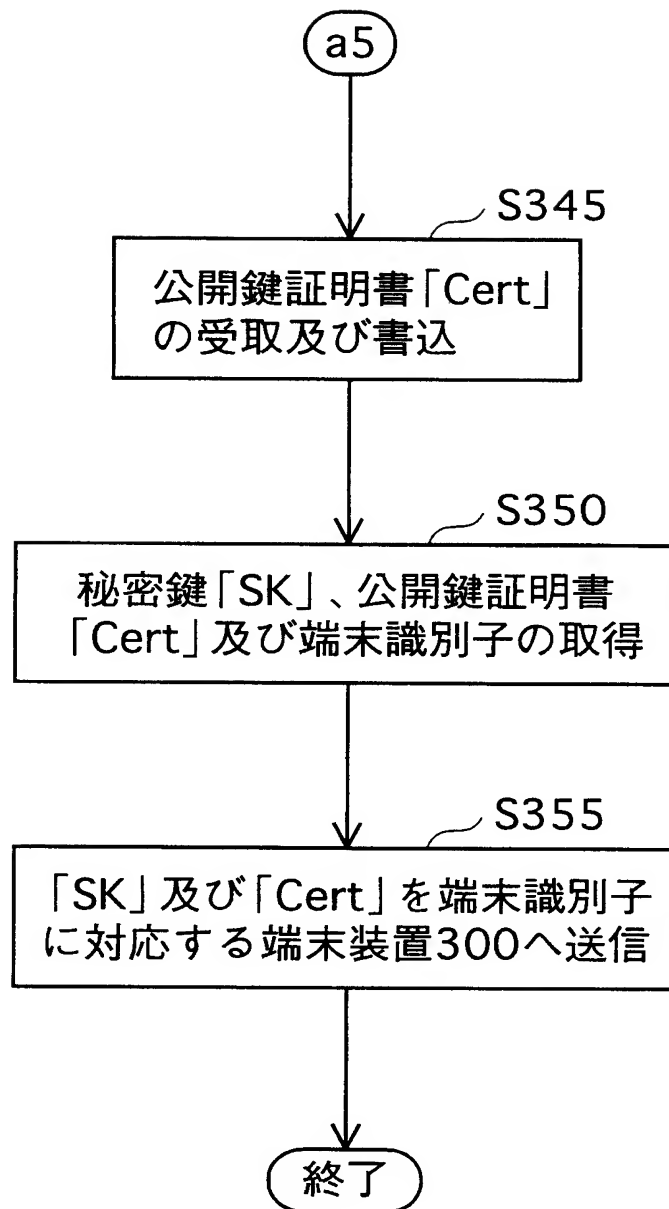 a5
S345
公開鍵証明書「Cert」
の受取及び書込
S350
秘密鍵「SK」、公開鍵証明書
「Cert」及び端末識別子の取得
S355
「SK」及び「Cert」を端末識別子
に対応する端末装置300へ送信
終了